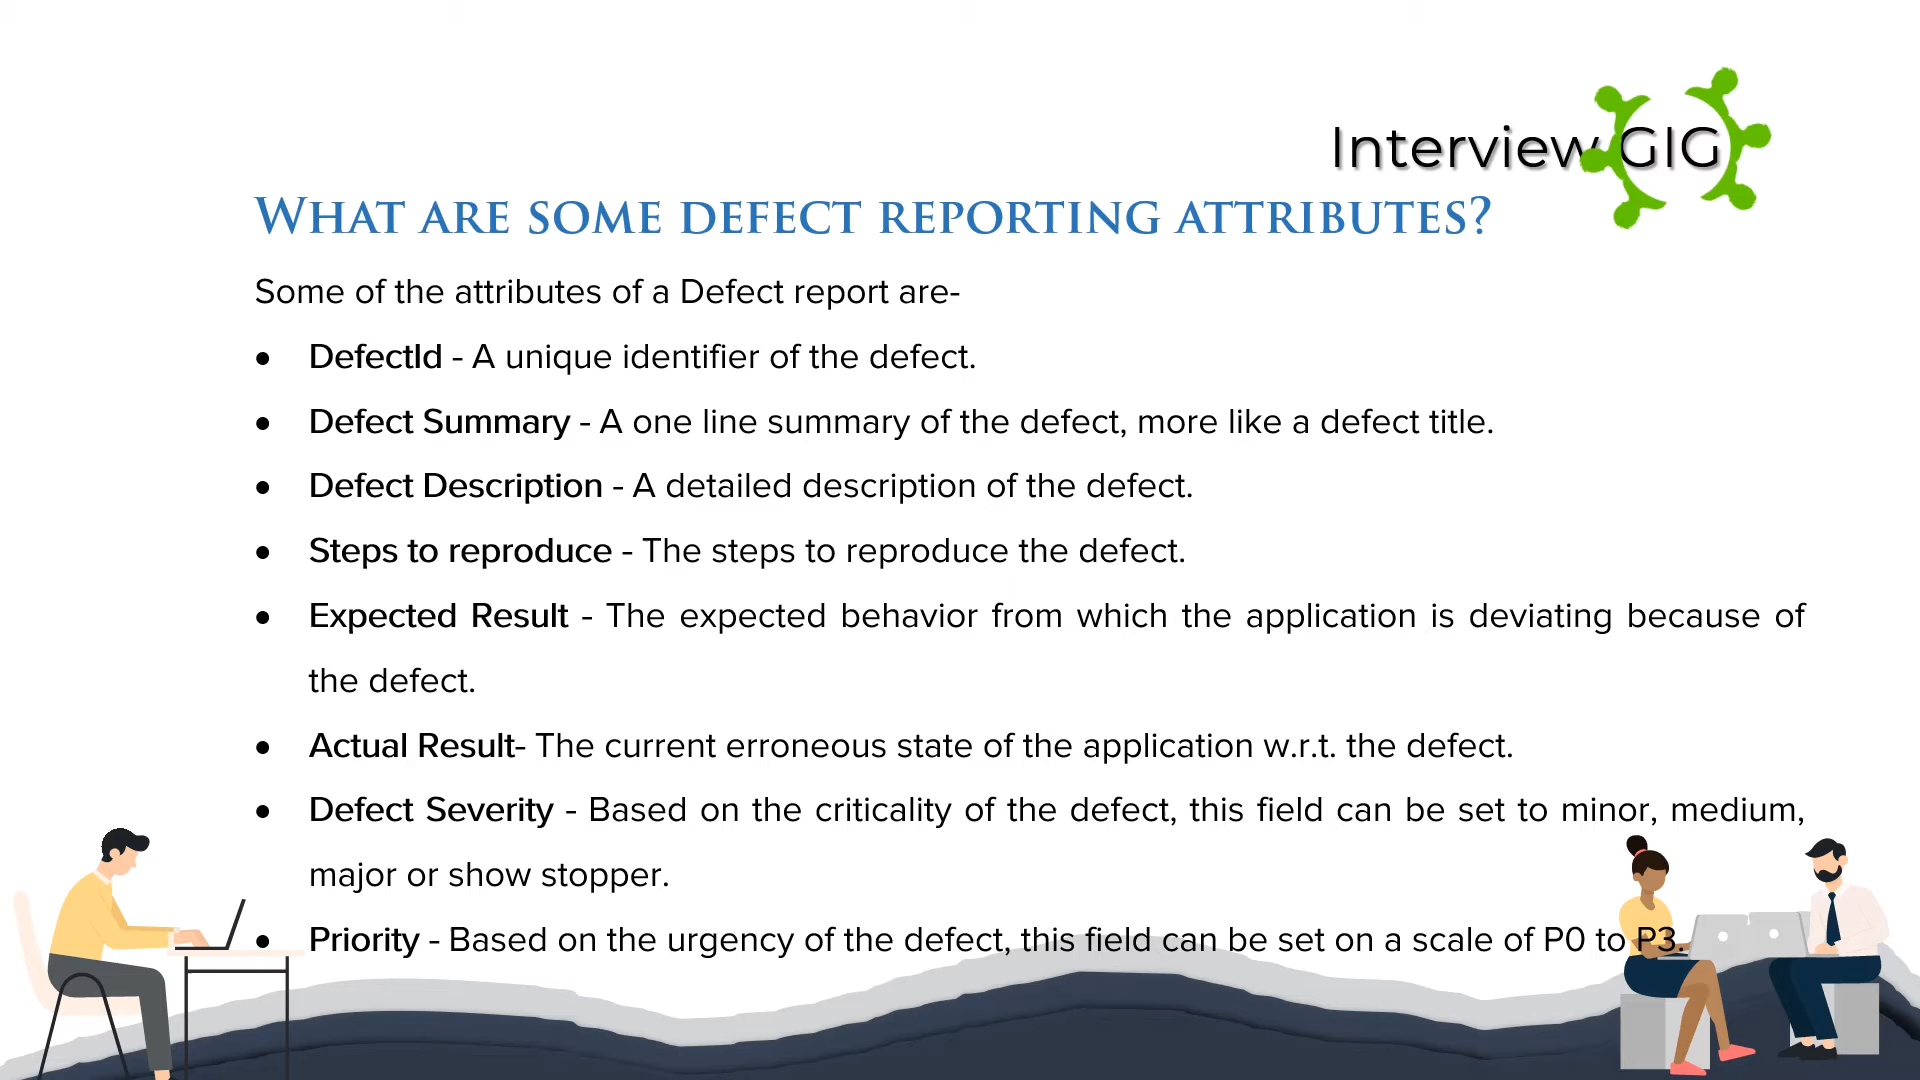 Interview GIG
What are some defect reporting attributes?
Some of the attributes of a Defect report are-
• DefectId - A unique identifier of the defect.
• Defect Summary - A one line summary of the defect, more like a defect title.
• Defect Description - A detailed description of the defect.
• Steps to reproduce - The steps to reproduce the defect.
• Expected Result - The expected behavior from which the application is deviating because of
the defect.
• Actual Result- The current erroneous state of the application w.r.t. the defect.
• Defect Severity - Based on the criticality of the defect, this field can be set to minor, medium,
major or show stopper.
• Priority - Based on the urgency of the defect, this field can be set on a scale of P0 to P3.